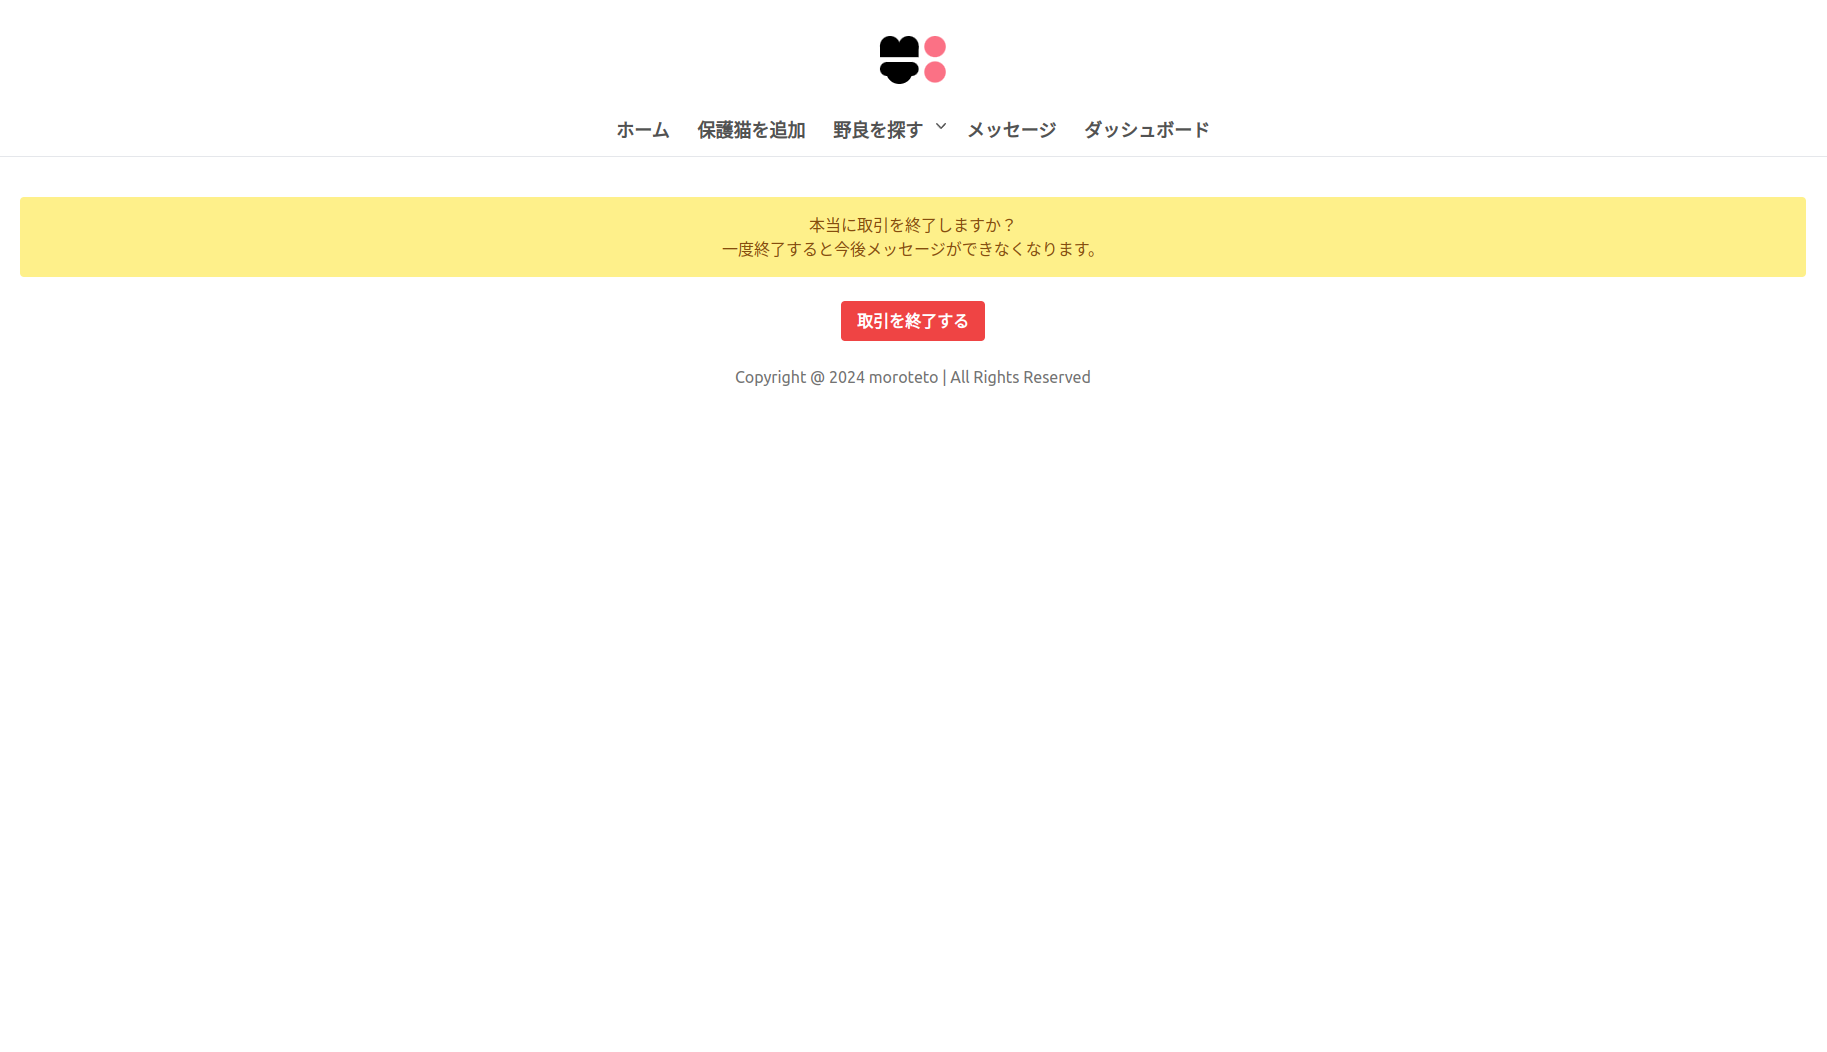 ホーム 保護猫を追加 野良を探す メッセージ ダッシュボード
本当に取引を終了しますか？
一度終了すると今後メッセージができなくなります。
取引を終了する
Copyright @ 2024 moroteto | All Rights Reserved